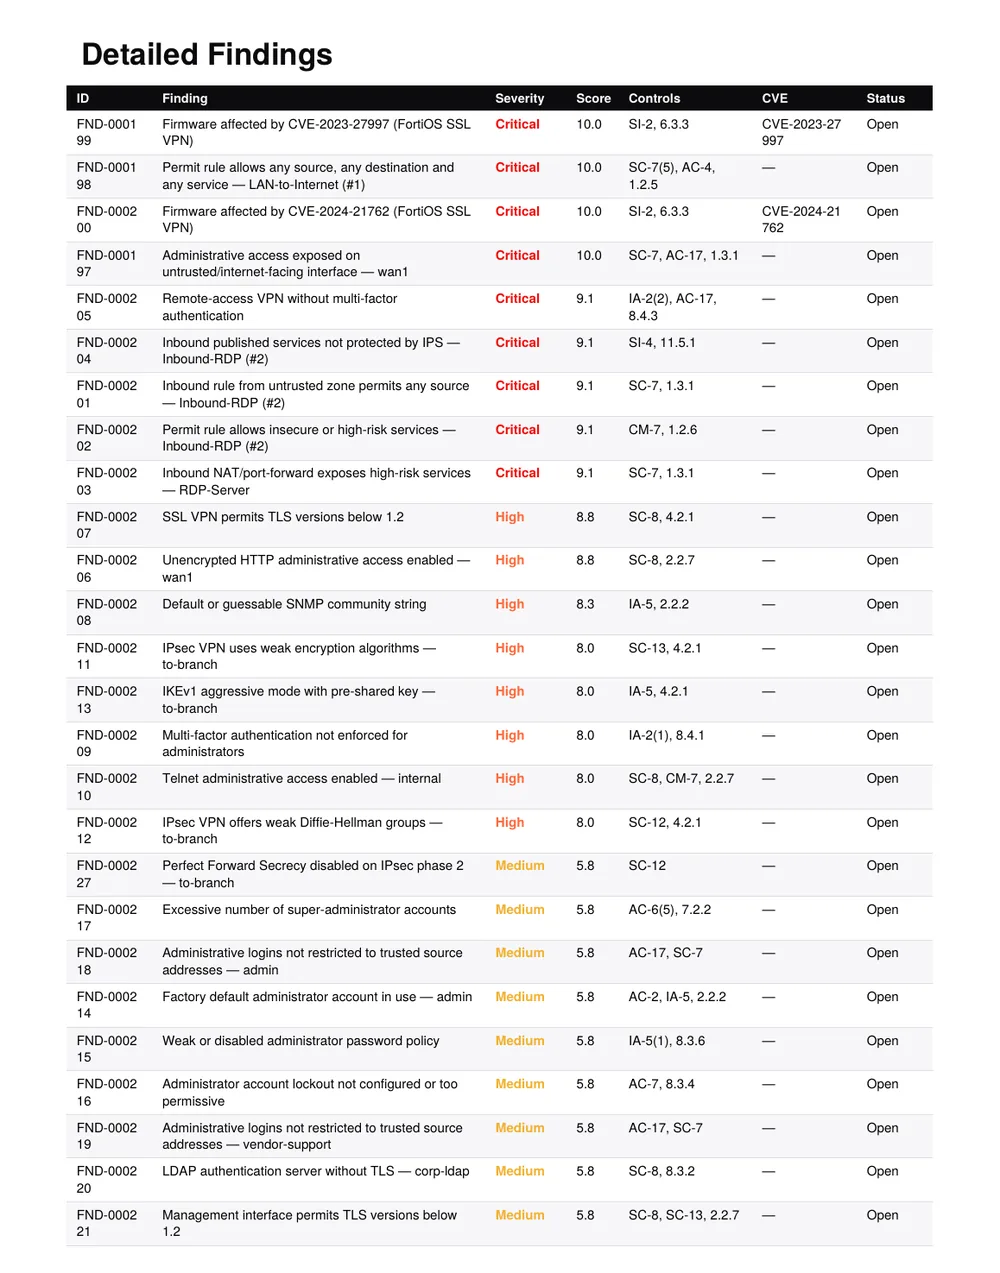 Detailed Findings
ID Finding Severity Score Controls CVE Status
FND-0001 Firmware affected by CVE-2023-27997 (FortiOS SSL Critical 10.0 SI-2, 6.3.3 CVE-2023-27 Open
99 VPN) 997
FND-0001 Permit rule allows any source, any destination and Critical 10.0 SC-7(5), AC-4, — Open
98 any service — LAN-to-Internet (#1) 1.2.5
FND-0002 Firmware affected by CVE-2024-21762 (FortiOS SSL Critical 10.0 SI-2, 6.3.3 CVE-2024-21 Open
00 VPN) 762
FND-0001 Administrative access exposed on Critical 10.0 SC-7, AC-17, 1.3.1 — Open
97 untrusted/internet-facing interface — wan1
FND-0002 Remote-access VPN without multi-factor Critical 9.1 IA-2(2), AC-17, — Open
05 authentication 8.4.3
FND-0002 Inbound published services not protected by IPS — Critical 9.1 SI-4, 11.5.1 — Open
04 Inbound-RDP (#2)
FND-0002 Inbound rule from untrusted zone permits any source Critical 9.1 SC-7, 1.3.1 — Open
01 — Inbound-RDP (#2)
FND-0002 Permit rule allows insecure or high-risk services — Critical 9.1 CM-7, 1.2.6 — Open
02 Inbound-RDP (#2)
FND-0002 Inbound NAT/port-forward exposes high-risk services Critical 9.1 SC-7, 1.3.1 — Open
03 — RDP-Server
FND-0002 SSL VPN permits TLS versions below 1.2 High 8.8 SC-8, 4.2.1 — Open
07
FND-0002 Unencrypted HTTP administrative access enabled — High 8.8 SC-8, 2.2.7 — Open
06 wan1
FND-0002 Default or guessable SNMP community string High 8.3 IA-5, 2.2.2 — Open
08
FND-0002 IPsec VPN uses weak encryption algorithms — High 8.0 SC-13, 4.2.1 — Open
11 to-branch
FND-0002 IKEv1 aggressive mode with pre-shared key — High 8.0 IA-5, 4.2.1 — Open
13 to-branch
FND-0002 Multi-factor authentication not enforced for High 8.0 IA-2(1), 8.4.1 — Open
09 administrators
FND-0002 Telnet administrative access enabled — internal High 8.0 SC-8, CM-7, 2.2.7 — Open
10
FND-0002 IPsec VPN offers weak Diffie-Hellman groups — High 8.0 SC-12, 4.2.1 — Open
12 to-branch
FND-0002 Perfect Forward Secrecy disabled on IPsec phase 2 Medium 5.8 SC-12 — Open
27 — to-branch
FND-0002 Excessive number of super-administrator accounts Medium 5.8 AC-6(5), 7.2.2 — Open
17
FND-0002 Administrative logins not restricted to trusted source Medium 5.8 AC-17, SC-7 — Open
18 addresses — admin
FND-0002 Factory default administrator account in use — admin Medium 5.8 AC-2, IA-5, 2.2.2 — Open
14
FND-0002 Weak or disabled administrator password policy Medium 5.8 IA-5(1), 8.3.6 — Open
15
FND-0002 Administrator account lockout not configured or too Medium 5.8 AC-7, 8.3.4 — Open
16 permissive
FND-0002 Administrative logins not restricted to trusted source Medium 5.8 AC-17, SC-7 — Open
19 addresses — vendor-support
FND-0002 LDAP authentication server without TLS — corp-ldap Medium 5.8 SC-8, 8.3.2 — Open
20
FND-0002 Management interface permits TLS versions below Medium 5.8 SC-8, SC-13, 2.2.7 — Open
21 1.2